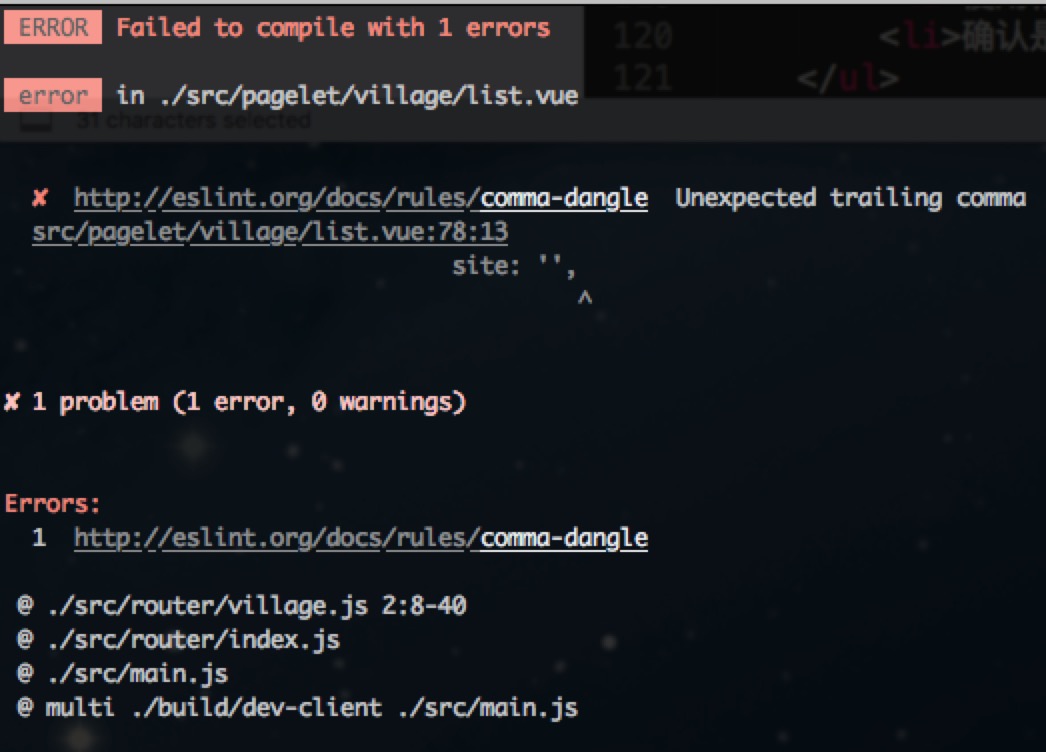 ERROR Failed to compile with 1 errors
120 <li>确认是
121 </ul>
error in ./src/pagelet/village/list.vue
31 characters selected
✘ http://eslint.org/docs/rules/comma-dangle Unexpected trailing comma
src/pagelet/village/list.vue:78:13
site: '',
^
✘ 1 problem (1 error, 0 warnings)
Errors:
1 http://eslint.org/docs/rules/comma-dangle
@ ./src/router/village.js 2:8-40
@ ./src/router/index.js
@ ./src/main.js
@ multi ./build/dev-client ./src/main.js